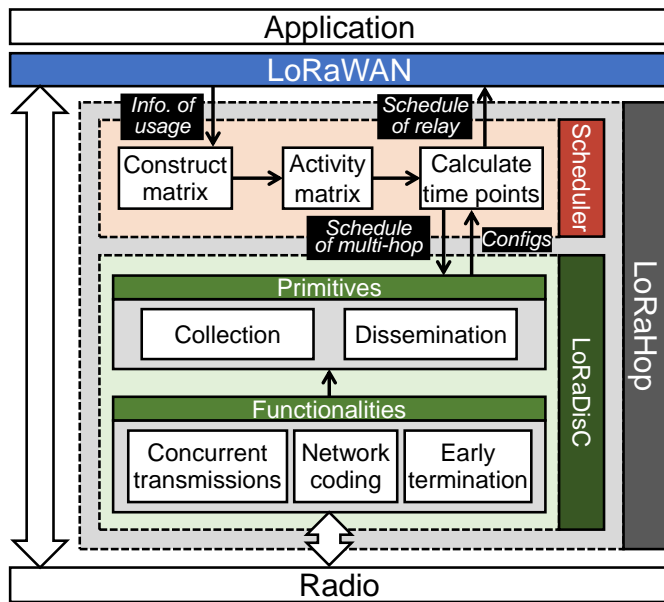 Application
LoRaWAN
Info. of
usage
Schedule
of relay
Construct
matrix
Activity
matrix
Calculate
time points
Scheduler
Schedule
of multi-hop
Configs
LoRaHop
Primitives
Collection
Dissemination
LoRaDisC
Functionalities
Concurrent
transmissions
Network
coding
Early
termination
Radio